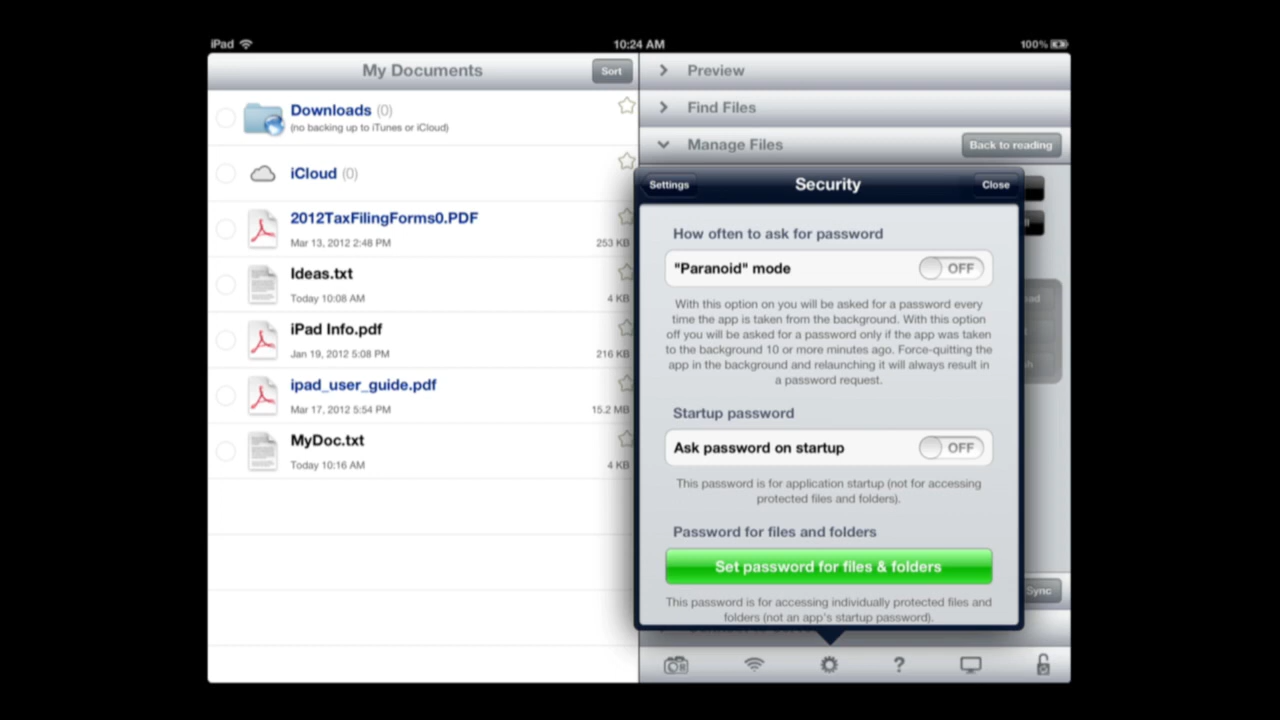 iPad
10:24 AM
100%
My Documents
Sort
Downloads (0)
(no backing up to iTunes or iCloud)
iCloud (0)
2012TaxFilingForms0.PDF
Mar 13, 2012 2:48 PM
253 KB
Ideas.txt
Today 10:08 AM
4 KB
iPad Info.pdf
Jan 19, 2012 5:08 PM
216 KB
ipad_user_guide.pdf
Mar 17, 2012 5:54 PM
15.2 MB
MyDoc.txt
Today 10:16 AM
4 KB
Preview
Find Files
Manage Files
Back to reading
Settings
Security
Close
How often to ask for password
"Paranoid" mode
OFF
With this option on you will be asked for a password every
time the app is taken from the background. With this option
off you will be asked for a password only if the app was taken
to the background 10 or more minutes ago. Force-quitting the
app in the background and relaunching it will always result in
a password request.
Startup password
Ask password on startup
OFF
This password is for application startup (not for accessing
protected files and folders).
Password for files and folders
Set password for files & folders
This password is for accessing individually protected files and
folders (not an app's startup password).
Sync
?